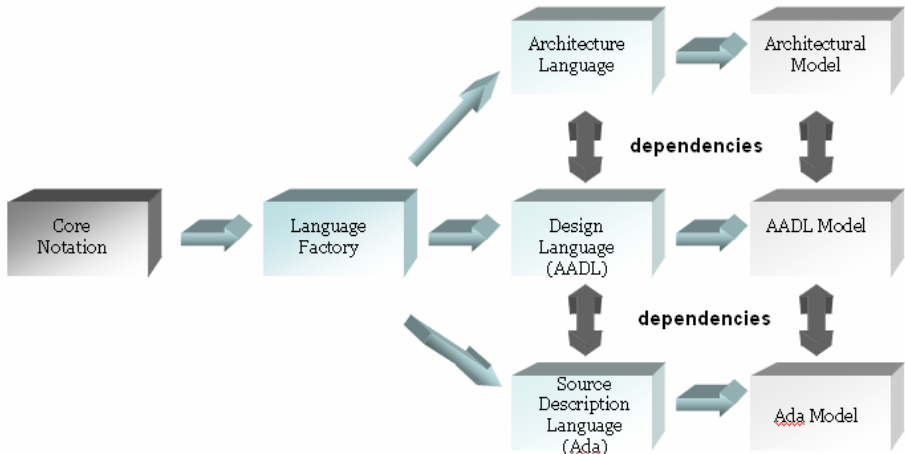 Architecture
Language
Architectural
Model
dependencies
Core
Notation
Language
Factory
Design
Language
(AADL)
AADL Model
dependencies
Source
Description
Language
(Ada)
Ada Model